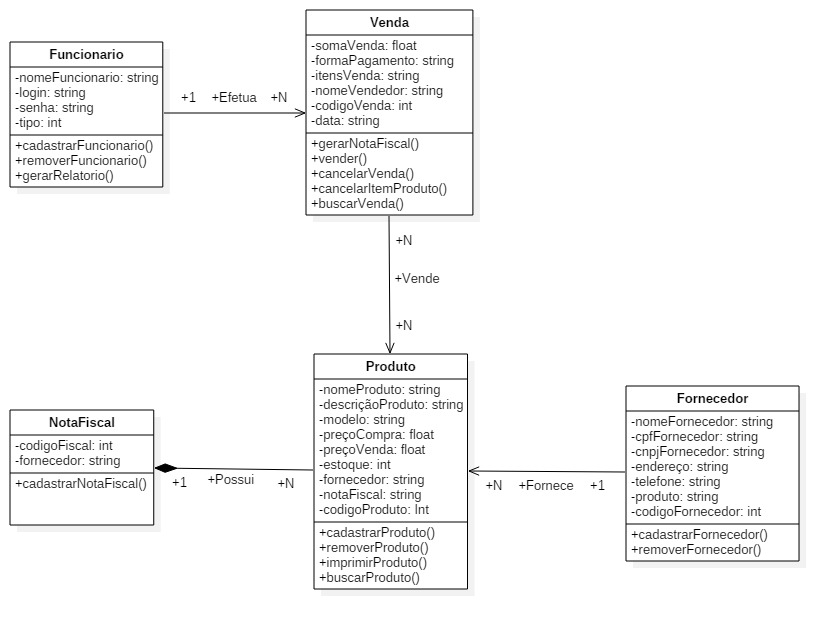 Funcionario
-nomeFuncionario: string
-login: string
-senha: string
-tipo: int
+cadastrarFuncionario()
+removerFuncionario()
+gerarRelatorio()
+1
+Efetua
+N
Venda
-somaVenda: float
-formaPagamento: string
-itensVenda: string
-nomeVendedor: string
-codigoVenda: int
-data: string
+gerarNotaFiscal()
+vender()
+cancelarVenda()
+cancelarItemProduto()
+buscarVenda()
+N
+Vende
+N
NotaFiscal
-codigoFiscal: int
-fornecedor: string
+cadastrarNotaFiscal()
+1
+Possui
+N
Produto
-nomeProduto: string
-descriçãoProduto: string
-modelo: string
-preçoCompra: float
-preçoVenda: float
-estoque: int
-fornecedor: string
-notaFiscal: string
-codigoProduto: Int
+cadastrarProduto()
+removerProduto()
+imprimirProduto()
+buscarProduto()
+N
+Fornece
+1
Fornecedor
-nomeFornecedor: string
-cpfFornecedor: string
-cnpjFornecedor: string
-endereço: string
-telefone: string
-produto: string
-codigoFornecedor: int
+cadastrarFornecedor()
+removerFornecedor()